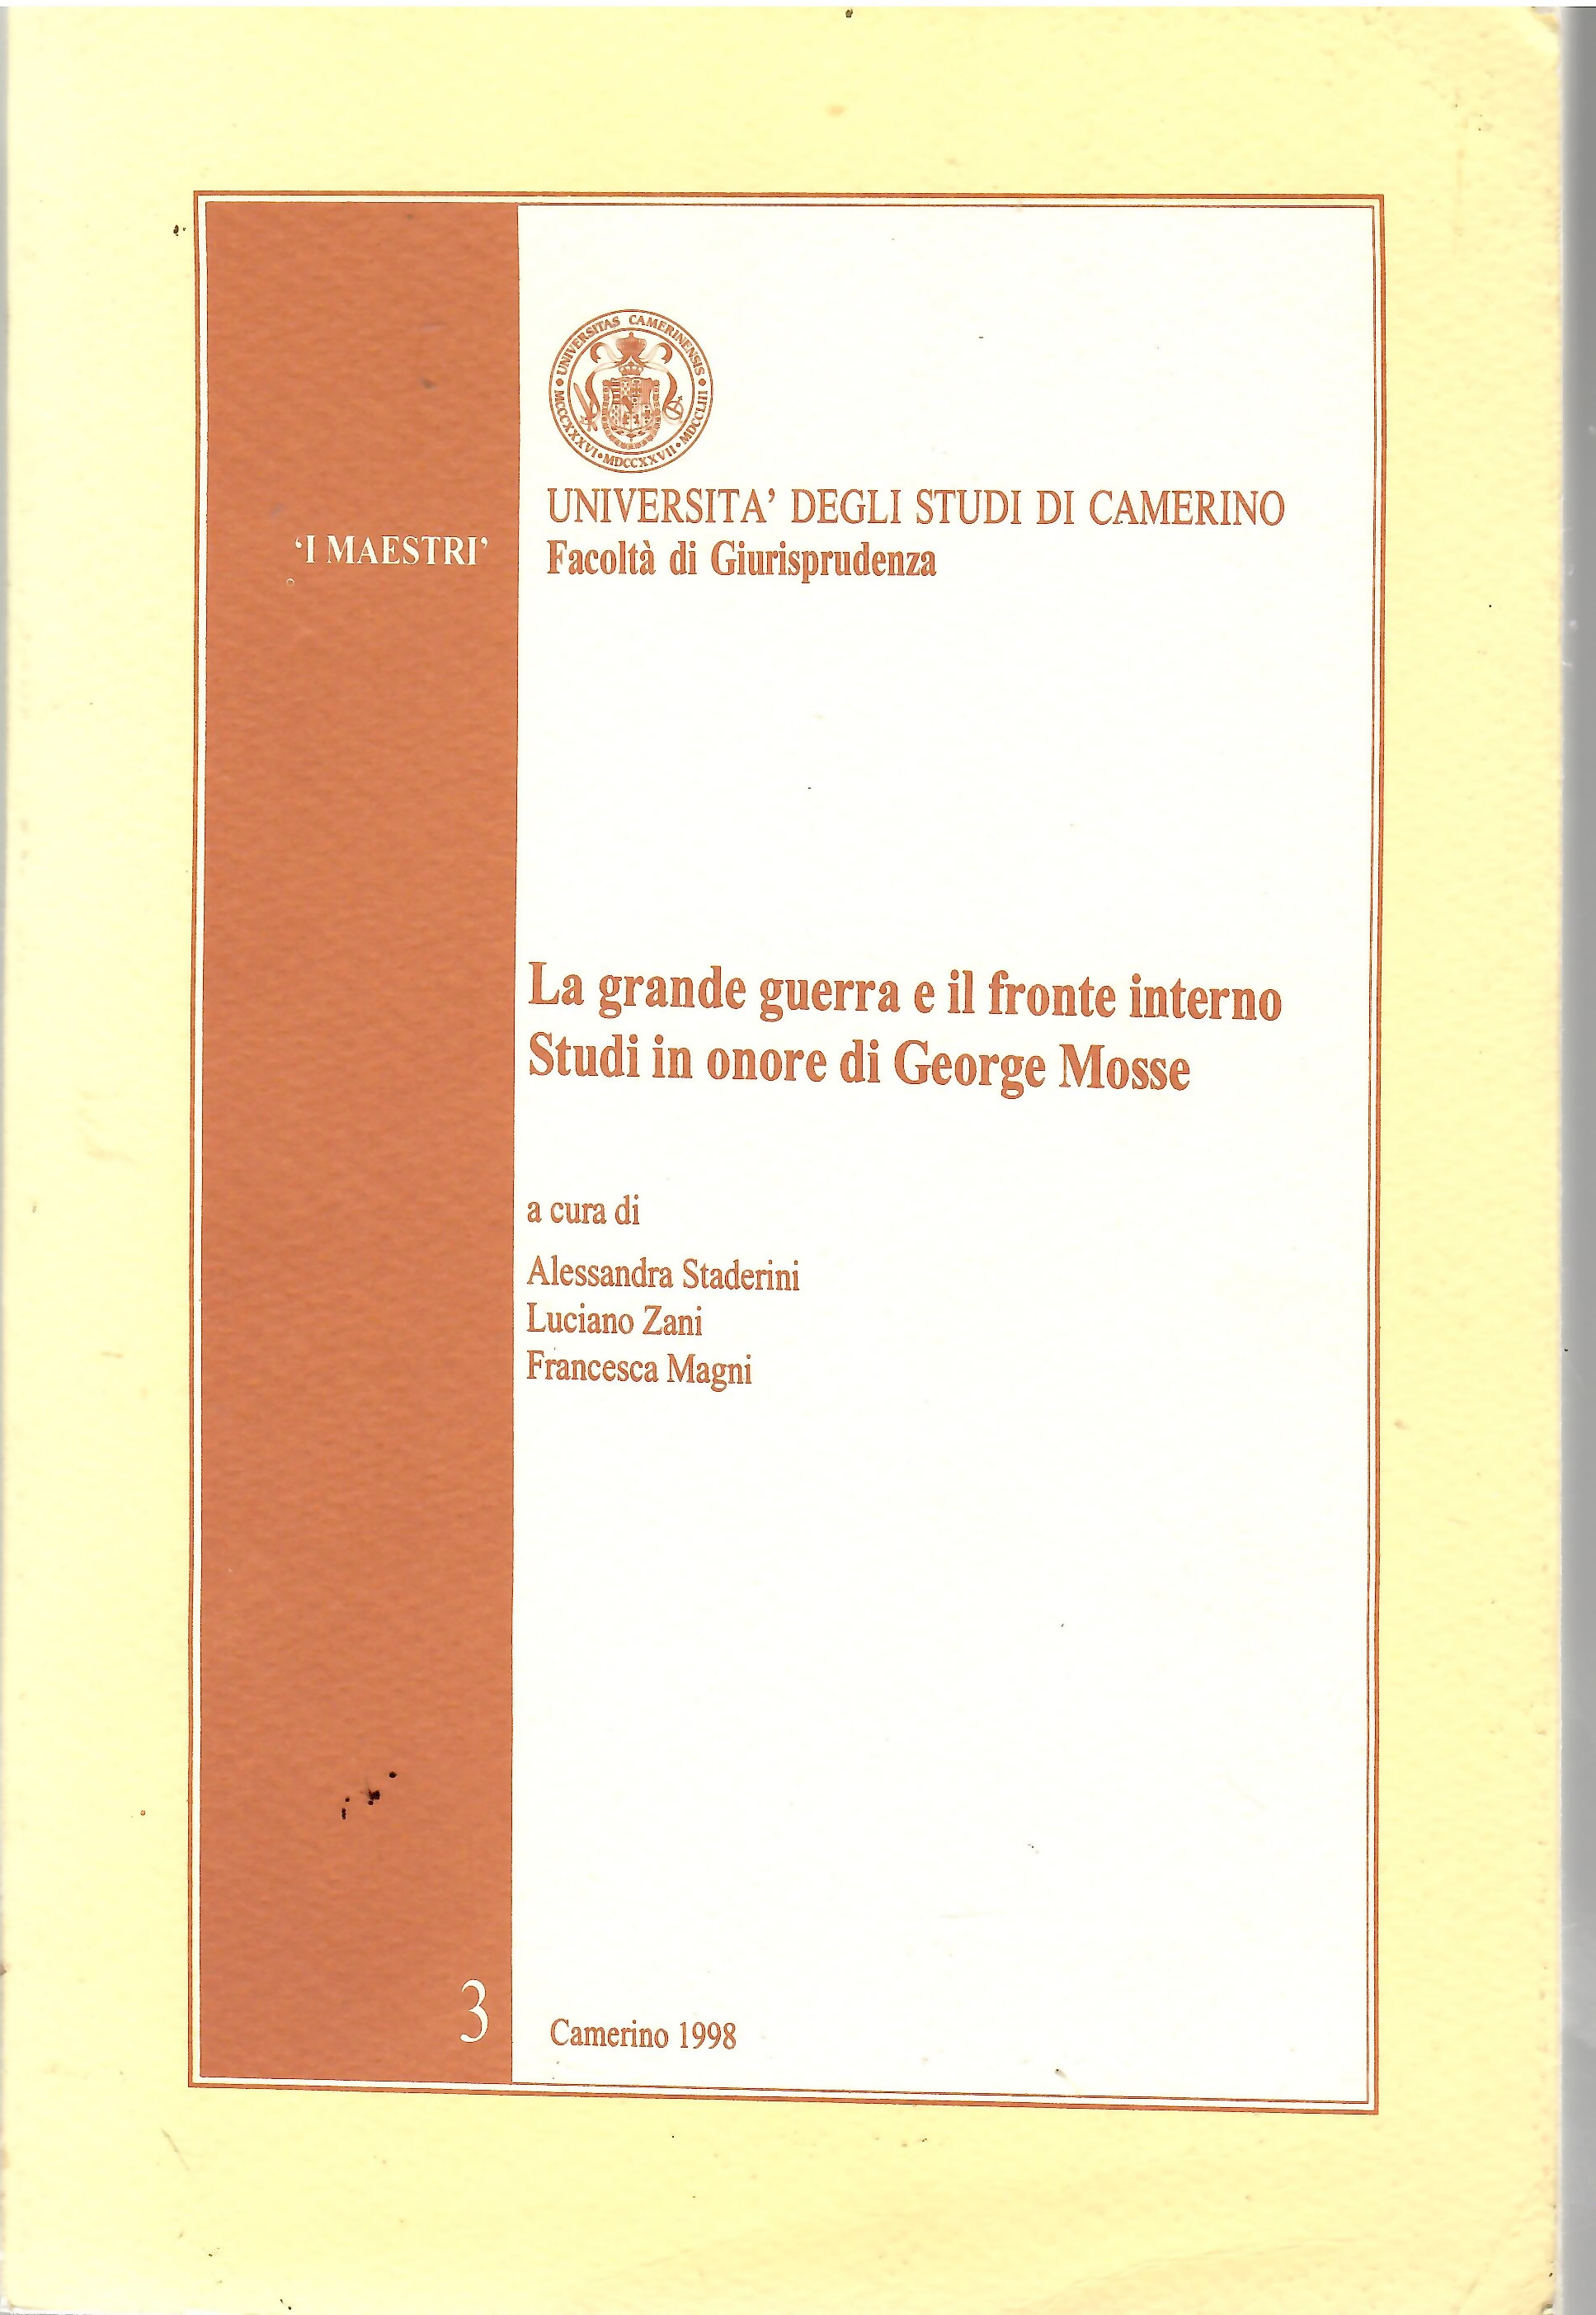 UNIVERSITAS CAMERINENSIS
MCCCXXXVI • MDCCXXVII • MDCCLIII
UNIVERSITA’ DEGLI STUDI DI CAMERINO
‘I MAESTRI’
Facoltà di Giurisprudenza
La grande guerra e il fronte interno
Studi in onore di George Mosse
a cura di
Alessandra Staderini
Luciano Zani
Francesca Magni
3
Camerino 1998